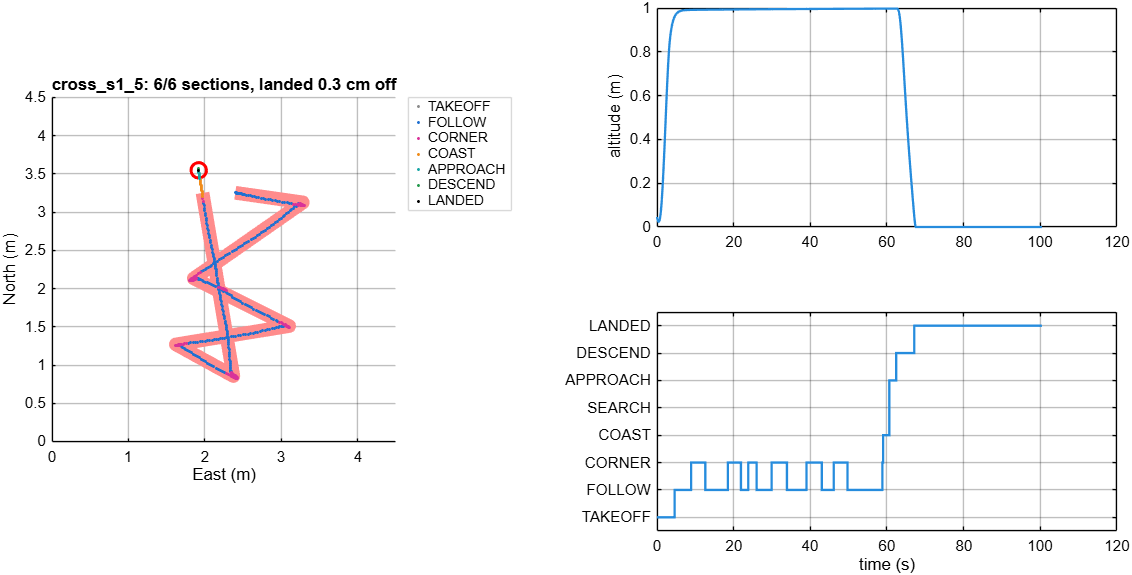 cross_s1_5: 6/6 sections, landed 0.3 cm off
4.5
4
3.5
3
2.5
2
1.5
1
0.5
0
0 1 2 3 4
North (m)
East (m)
TAKEOFF
FOLLOW
CORNER
COAST
APPROACH
DESCEND
LANDED
1
0.8
0.6
0.4
0.2
0
altitude (m)
0 20 40 60 80 100 120
LANDED
DESCEND
APPROACH
SEARCH
COAST
CORNER
FOLLOW
TAKEOFF
0 20 40 60 80 100 120
time (s)